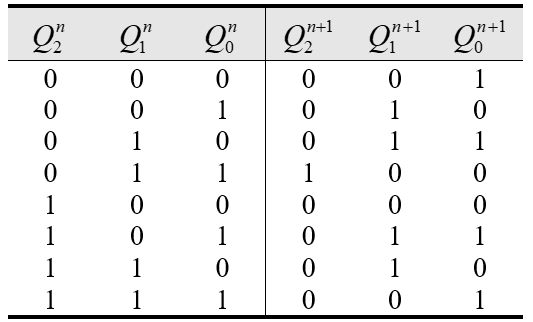 Q₂ⁿ Q₁ⁿ Q₀ⁿ Q₂ⁿ⁺¹ Q₁ⁿ⁺¹ Q₀ⁿ⁺¹
0 0 0 0 0 1
0 0 1 0 1 0
0 1 0 0 1 1
0 1 1 1 0 0
1 0 0 0 0 0
1 0 1 0 1 1
1 1 0 0 1 0
1 1 1 0 0 1